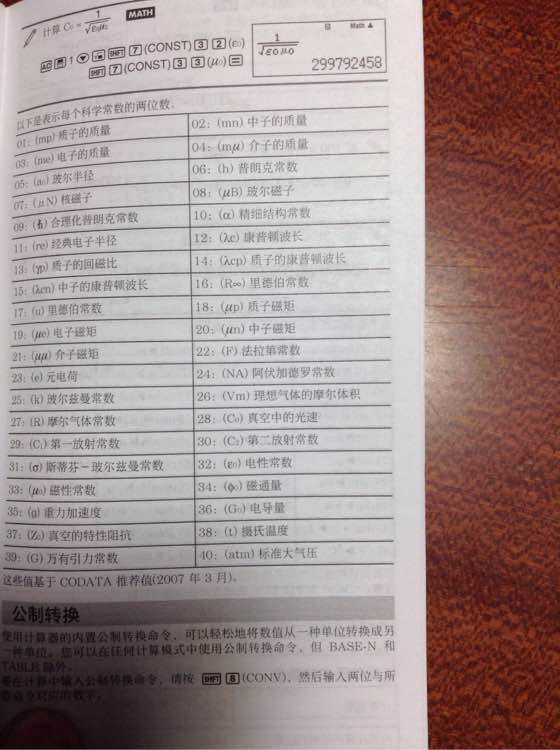 计算 C₀ = 1/√ε₀μ₀ MATH
AC 1 SHIFT 7 (CONST) 3 2 (ε₀)
SHIFT 7 (CONST) 3 3 (μ₀) =
Math ▲
1
√ε0μ0
299792458
以下是表示每个科学常数的两位数。
01: (mp) 质子的质量 02: (mn) 中子的质量
03: (me) 电子的质量 04: (mμ) 介子的质量
05: (a₀) 玻尔半径 06: (h) 普朗克常数
07: (μN) 核磁子 08: (μB) 玻尔磁子
09: (ħ) 合理化普朗克常数 10: (α) 精细结构常数
11: (re) 经典电子半径 12: (λc) 康普顿波长
13: (γp) 质子的回磁比 14: (λcp) 质子的康普顿波长
15: (λcn) 中子的康普顿波长 16: (R∞) 里德伯常数
17: (u) 里德伯常数 18: (μp) 质子磁矩
19: (μe) 电子磁矩 20: (μn) 中子磁矩
21: (μμ) 介子磁矩 22: (F) 法拉第常数
23: (e) 元电荷 24: (NA) 阿伏加德罗常数
25: (k) 玻尔兹曼常数 26: (Vm) 理想气体的摩尔体积
27: (R) 摩尔气体常数 28: (C₀) 真空中的光速
29: (C₁) 第一放射常数 30: (C₂) 第二放射常数
31: (σ) 斯蒂芬－玻尔兹曼常数 32: (ε₀) 电性常数
33: (μ₀) 磁性常数 34: (ϕ₀) 磁通量
35: (g) 重力加速度 36: (G₀) 电导量
37: (Z₀) 真空的特性阻抗 38: (t) 摄氏温度
39: (G) 万有引力常数 40: (atm) 标准大气压
这些值基于 CODATA 推荐值(2007 年 3 月)。
公制转换
使用计算器的内置公制转换命令，可以轻松地将数值从一种单位转换成另
一种单位。您可以在任何计算模式中使用公制转换命令，但 BASE-N 和
TABLE 除外。
要在计算中输入公制转换命令，请按 SHIFT 8 (CONV)，然后输入两位与所
需命令对应的数字。